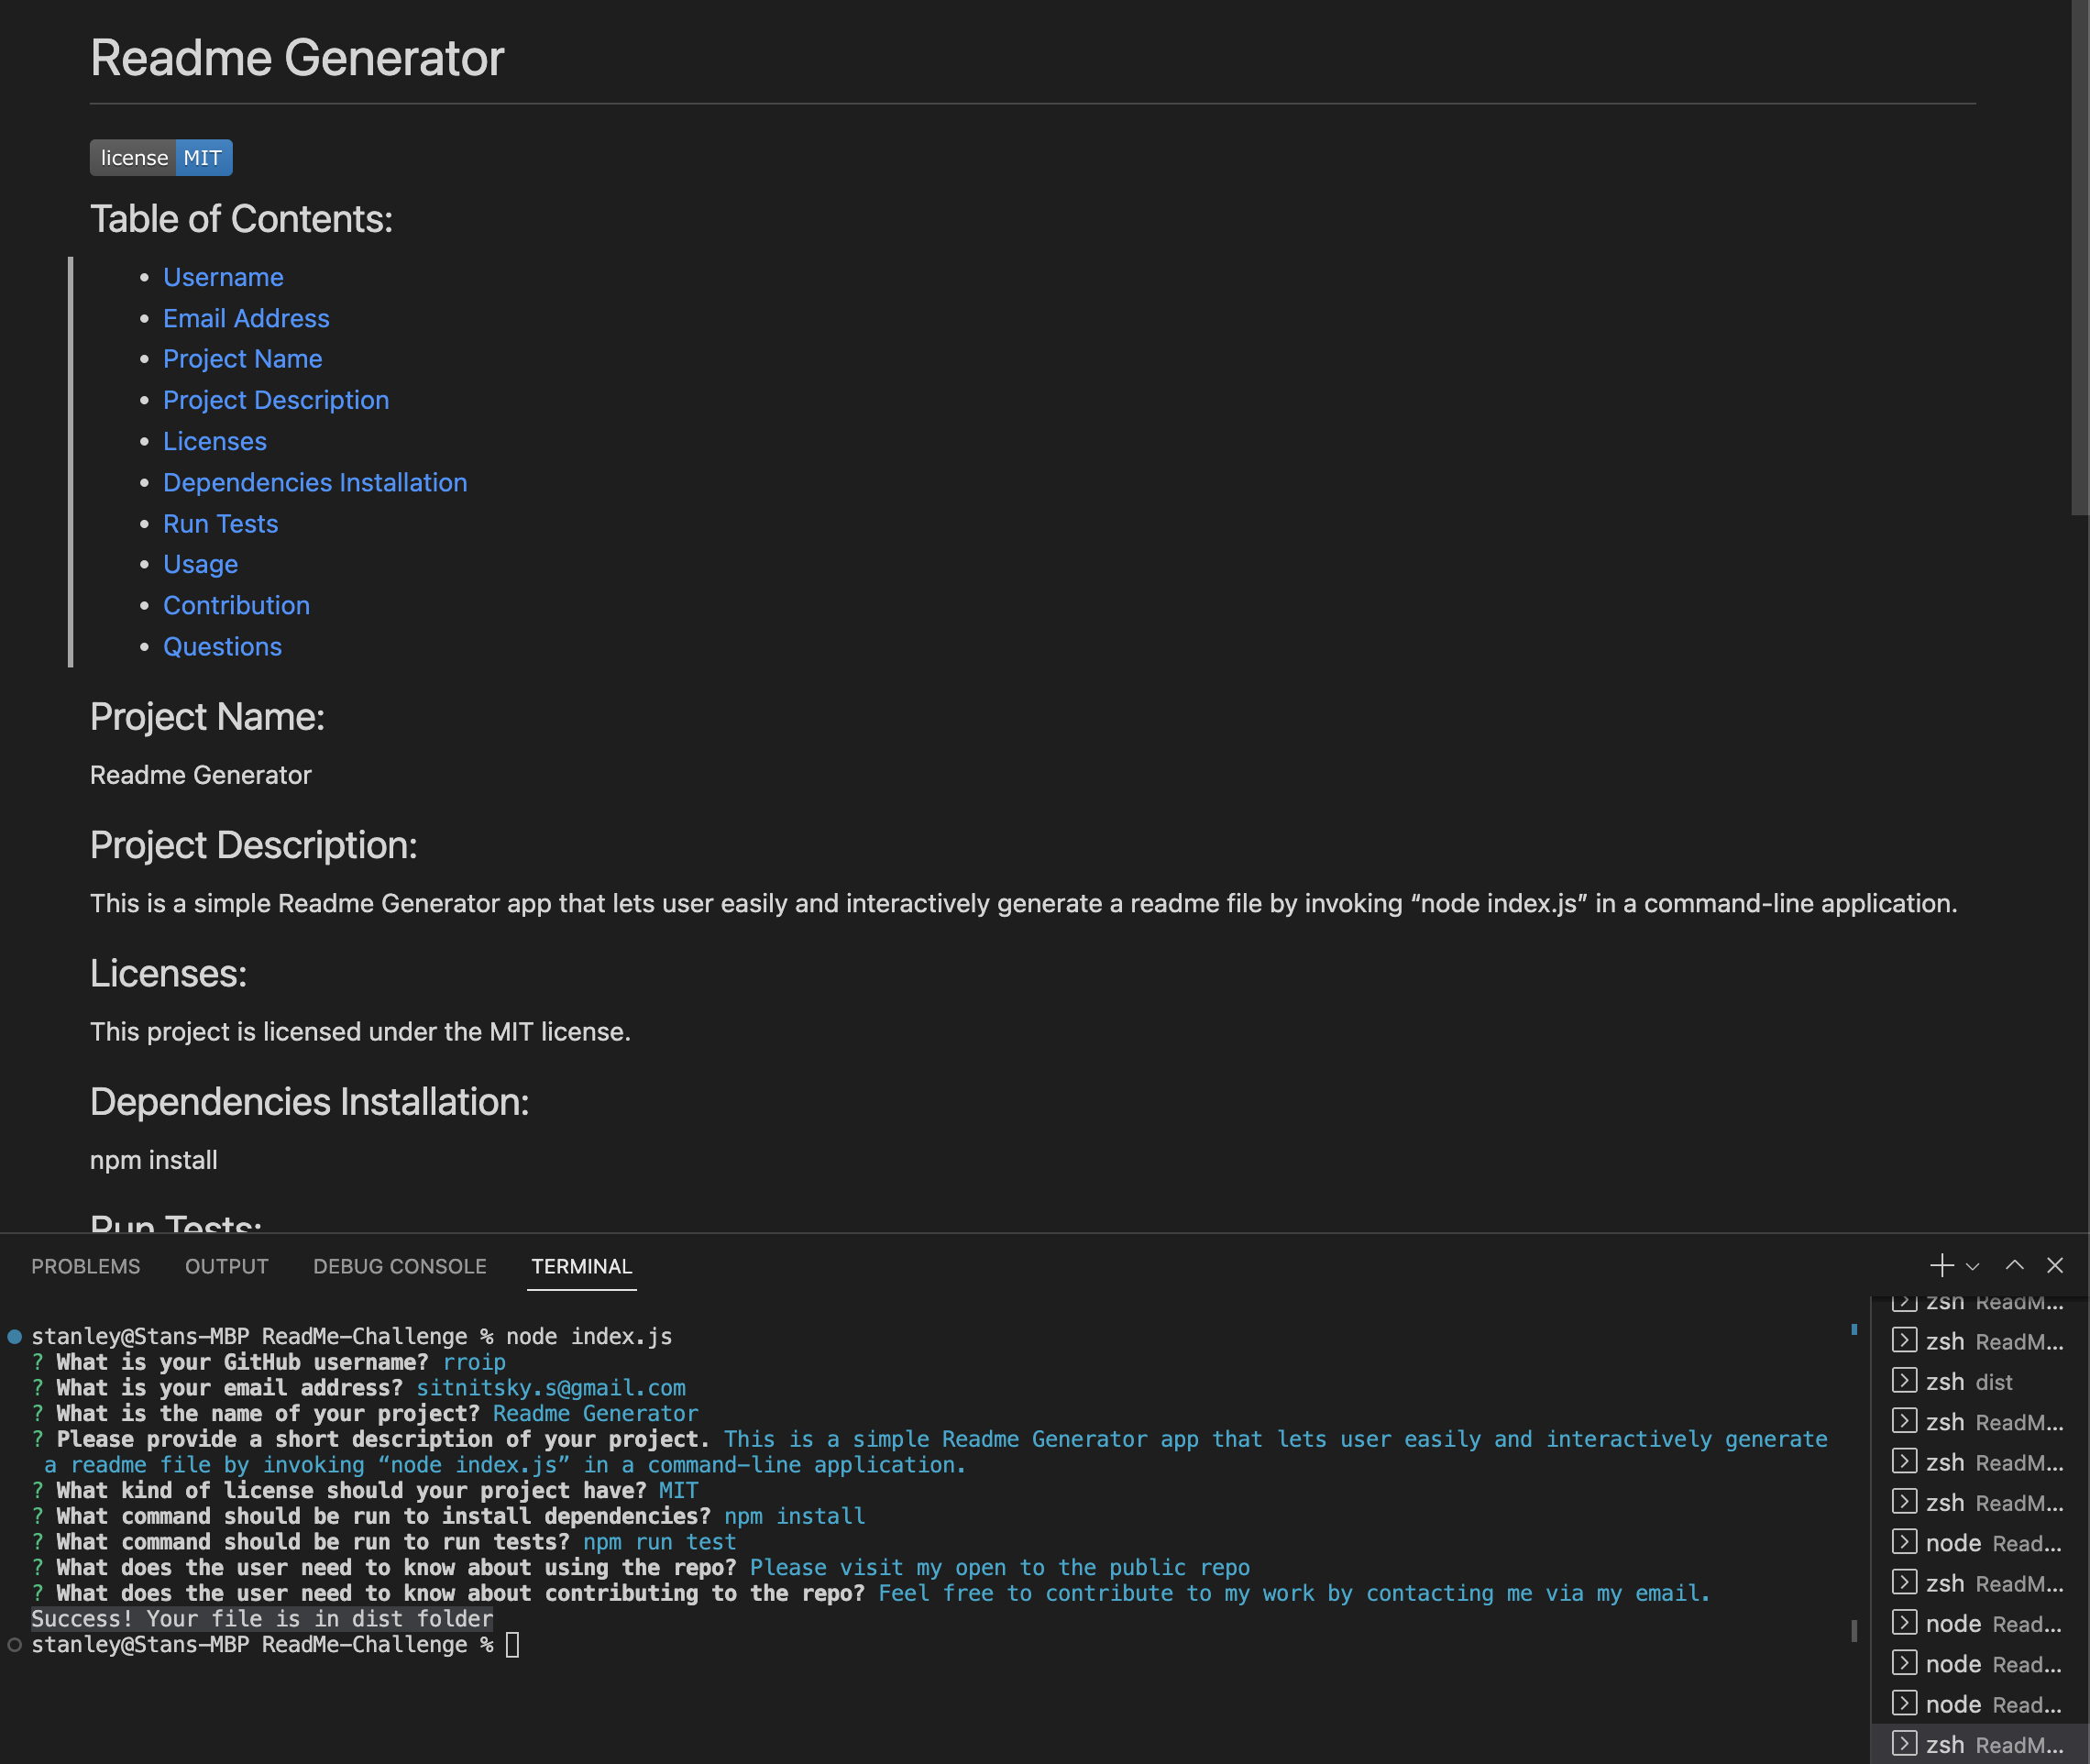 Readme Generator
license MIT
Table of Contents:
• Username
• Email Address
• Project Name
• Project Description
• Licenses
• Dependencies Installation
• Run Tests
• Usage
• Contribution
• Questions
Project Name:
Readme Generator
Project Description:
This is a simple Readme Generator app that lets user easily and interactively generate a readme file by invoking “node index.js” in a command-line application.
Licenses:
This project is licensed under the MIT license.
Dependencies Installation:
npm install
Run Tests:
PROBLEMS OUTPUT DEBUG CONSOLE TERMINAL
stanley@Stans-MBP ReadMe-Challenge % node index.js
? What is your GitHub username? rroip
? What is your email address? sitnitsky.s@gmail.com
? What is the name of your project? Readme Generator
? Please provide a short description of your project. This is a simple Readme Generator app that lets user easily and interactively generate
a readme file by invoking “node index.js” in a command-line application.
? What kind of license should your project have? MIT
? What command should be run to install dependencies? npm install
? What command should be run to run tests? npm run test
? What does the user need to know about using the repo? Please visit my open to the public repo
? What does the user need to know about contributing to the repo? Feel free to contribute to my work by contacting me via my email.
Success! Your file is in dist folder
stanley@Stans-MBP ReadMe-Challenge %
zsh ReadM...
zsh ReadM...
zsh dist
zsh ReadM...
zsh ReadM...
zsh ReadM...
node Read...
zsh ReadM...
node Read...
node Read...
node Read...
zsh ReadM...